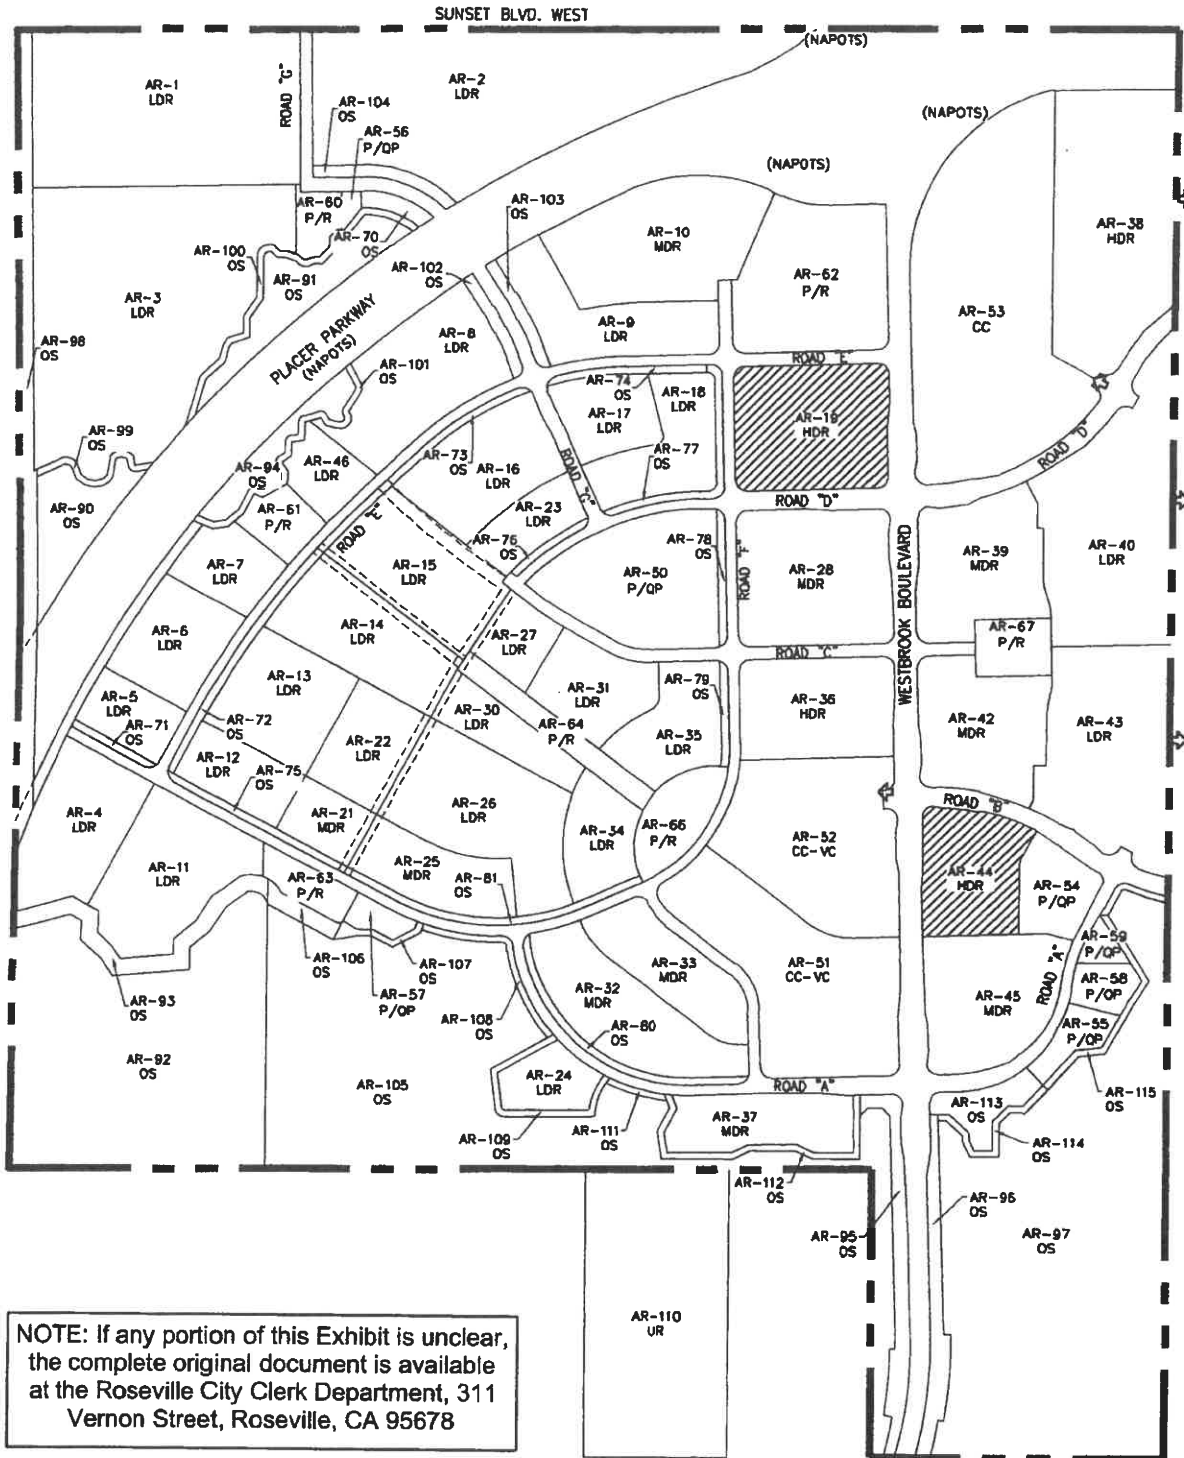 SUNSET BLVD. WEST
(NAPOTS)
AR-1
LDR
ROAD "G"
AR-2
LDR
AR-104
OS
AR-56
P/QP
(NAPOTS)
(NAPOTS)
AR-60
P/R
AR-103
OS
AR-38
HDR
AR-70
OS
AR-10
MDR
AR-100
OS
AR-91
OS
AR-102
OS
AR-62
P/R
AR-3
LDR
AR-53
CC
AR-98
OS
PLACER PARKWAY
(NAPOTS)
AR-8
LDR
AR-9
LDR
ROAD "E"
AR-101
OS
AR-74
OS
AR-18
LDR
AR-17
LDR
AR-19
HDR
AR-99
OS
AR-73
OS
AR-77
OS
ROAD "D"
AR-94
OS
AR-46
LDR
AR-16
LDR
ROAD "G"
AR-90
OS
AR-61
P/R
ROAD "E"
AR-23
LDR
ROAD "D"
AR-76
OS
AR-78
OS
ROAD "F"
WESTBROOK BOULEVARD
AR-39
MDR
AR-40
LDR
AR-7
LDR
AR-15
LDR
AR-50
P/QP
AR-28
MDR
AR-6
LDR
AR-14
LDR
AR-27
LDR
AR-67
P/R
ROAD "C"
AR-5
LDR
AR-13
LDR
AR-31
LDR
AR-79
OS
AR-36
HDR
AR-71
OS
AR-72
OS
AR-30
LDR
AR-64
P/R
AR-42
MDR
AR-43
LDR
AR-12
LDR
AR-22
LDR
AR-35
LDR
AR-75
OS
AR-4
LDR
AR-21
MDR
AR-26
LDR
ROAD "B"
AR-34
LDR
AR-66
P/R
AR-52
CC-VC
AR-11
LDR
AR-25
MDR
AR-44
HDR
AR-63
P/R
AR-81
OS
AR-54
P/QP
AR-106
OS
AR-107
OS
AR-59
P/QP
AR-33
MDR
AR-51
CC-VC
ROAD "A"
AR-93
OS
AR-57
P/QP
AR-32
MDR
AR-45
MDR
AR-58
P/QP
AR-108
OS
AR-80
OS
AR-55
P/QP
AR-92
OS
AR-105
OS
AR-24
LDR
ROAD "A"
AR-115
OS
AR-113
OS
AR-109
OS
AR-111
OS
AR-37
MDR
AR-114
OS
AR-112
OS
AR-96
OS
AR-95
OS
AR-97
OS
AR-110
UR
NOTE: If any portion of this Exhibit is unclear,
the complete original document is available
at the Roseville City Clerk Department, 311
Vernon Street, Roseville, CA 95678